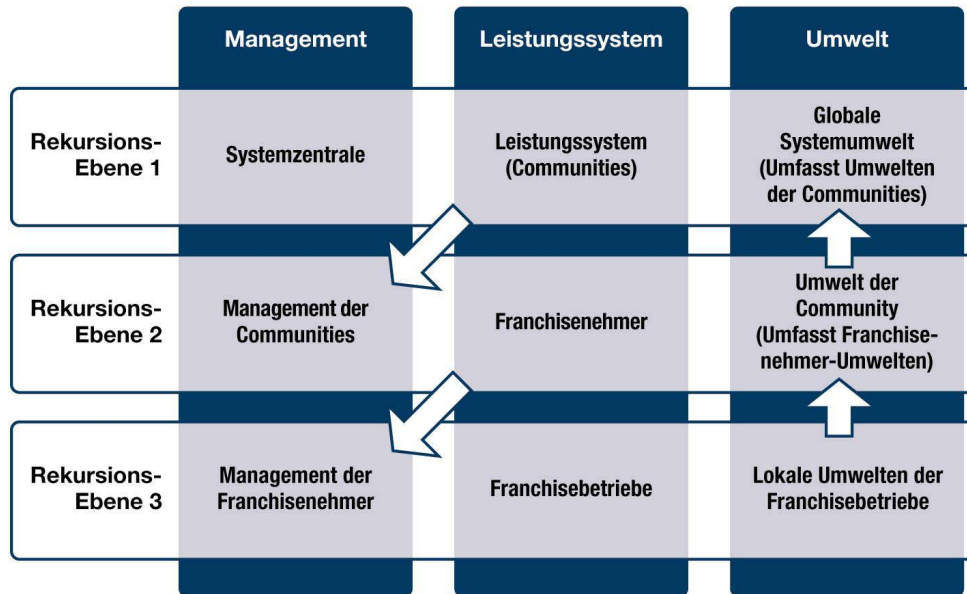 Management
Leistungssystem
Umwelt
Rekursions-
Ebene 1
Systemzentrale
Leistungssystem
(Communities)
Globale
Systemumwelt
(Umfasst Umwelten
der Communities)
Rekursions-
Ebene 2
Management der
Communities
Franchisenehmer
Umwelt der
Community
(Umfasst Franchise-
nehmer-Umwelten)
Rekursions-
Ebene 3
Management der
Franchisenehmer
Franchisebetriebe
Lokale Umwelten der
Franchisebetriebe